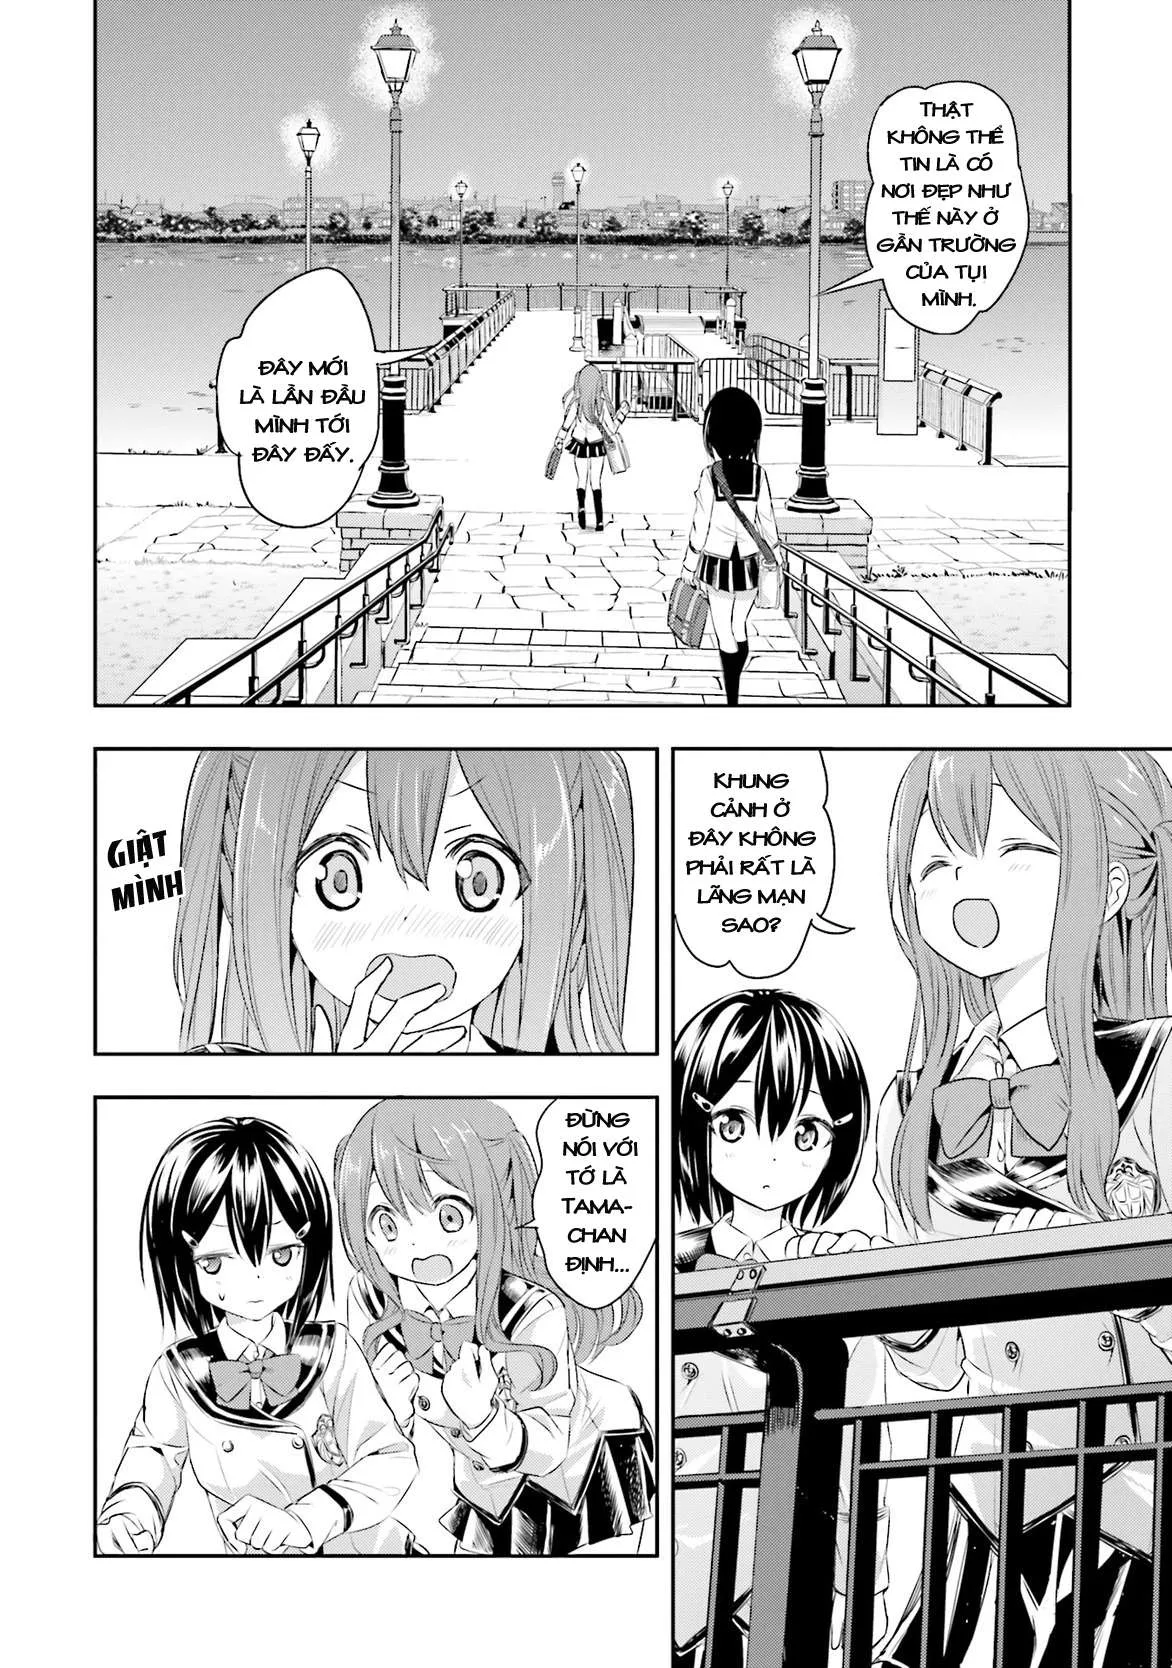 THẬT
KHÔNG THỂ
TIN LÀ CÓ
NƠI ĐẸP NHƯ
THẾ NÀY Ở
GẦN TRƯỜNG
CỦA TỤI
MÌNH.
ĐÂY MỚI
LÀ LẦN ĐẦU
MÌNH TỚI
ĐÂY ĐẤY.
KHUNG
CẢNH Ở
ĐÂY KHÔNG
PHẢI RẤT LÀ
LÃNG MẠN
SAO?
GIẬT
MÌNH
ĐỪNG
NÓI VỚI
TỚ LÀ
TAMA-
CHAN
ĐỊNH...